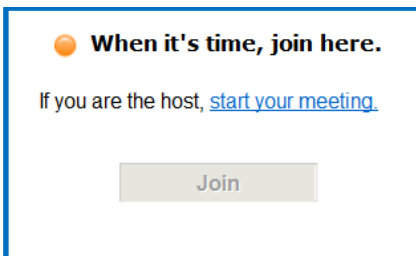 When it's time, join here.
If you are the host, start your meeting.
Join